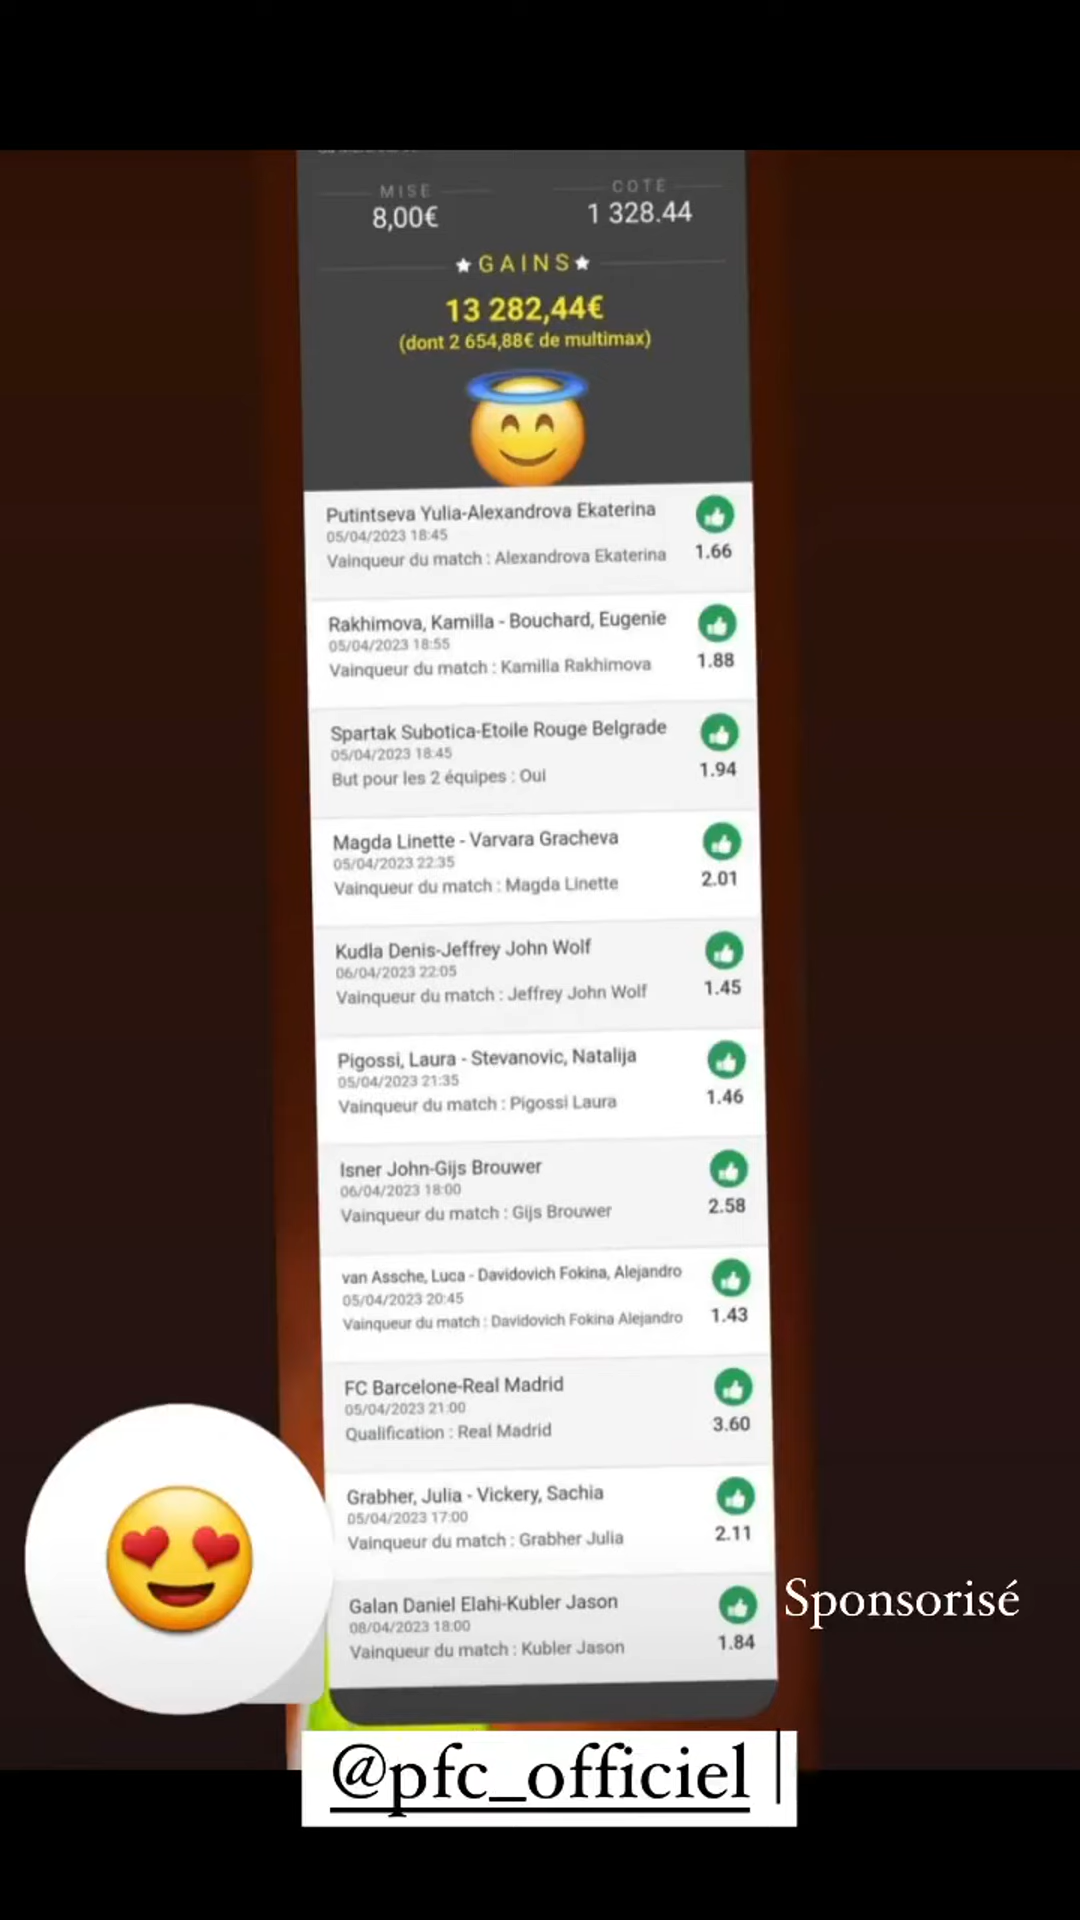 MISE
COTE
8,00€
1 328.44
GAINS
13 282,44€
(dont 2 654,88€ de multimax)
Putintseva Yulia-Alexandrova Ekaterina
05/04/2023 18:45
Vainqueur du match : Alexandrova Ekaterina
1.66
Rakhimova, Kamilla - Bouchard, Eugenie
05/04/2023 18:55
Vainqueur du match : Kamilla Rakhimova
1.88
Spartak Subotica-Etoile Rouge Belgrade
05/04/2023 18:45
But pour les 2 équipes : Oui
1.94
Magda Linette - Varvara Gracheva
05/04/2023 22:35
Vainqueur du match : Magda Linette
2.01
Kudla Denis-Jeffrey John Wolf
06/04/2023 22:05
Vainqueur du match : Jeffrey John Wolf
1.45
Pigossi, Laura - Stevanovic, Natalija
05/04/2023 21:35
Vainqueur du match : Pigossi Laura
1.46
Isner John-Gijs Brouwer
06/04/2023 18:00
Vainqueur du match : Gijs Brouwer
2.58
van Assche, Luca - Davidovich Fokina, Alejandro
05/04/2023 20:45
Vainqueur du match : Davidovich Fokina Alejandro
1.43
FC Barcelone-Real Madrid
05/04/2023 21:00
Qualification : Real Madrid
3.60
Grabher, Julia - Vickery, Sachia
05/04/2023 17:00
Vainqueur du match : Grabher Julia
2.11
Galan Daniel Elahi-Kubler Jason
08/04/2023 18:00
Vainqueur du match : Kubler Jason
1.84
Sponsorisé
@pfc_officiel